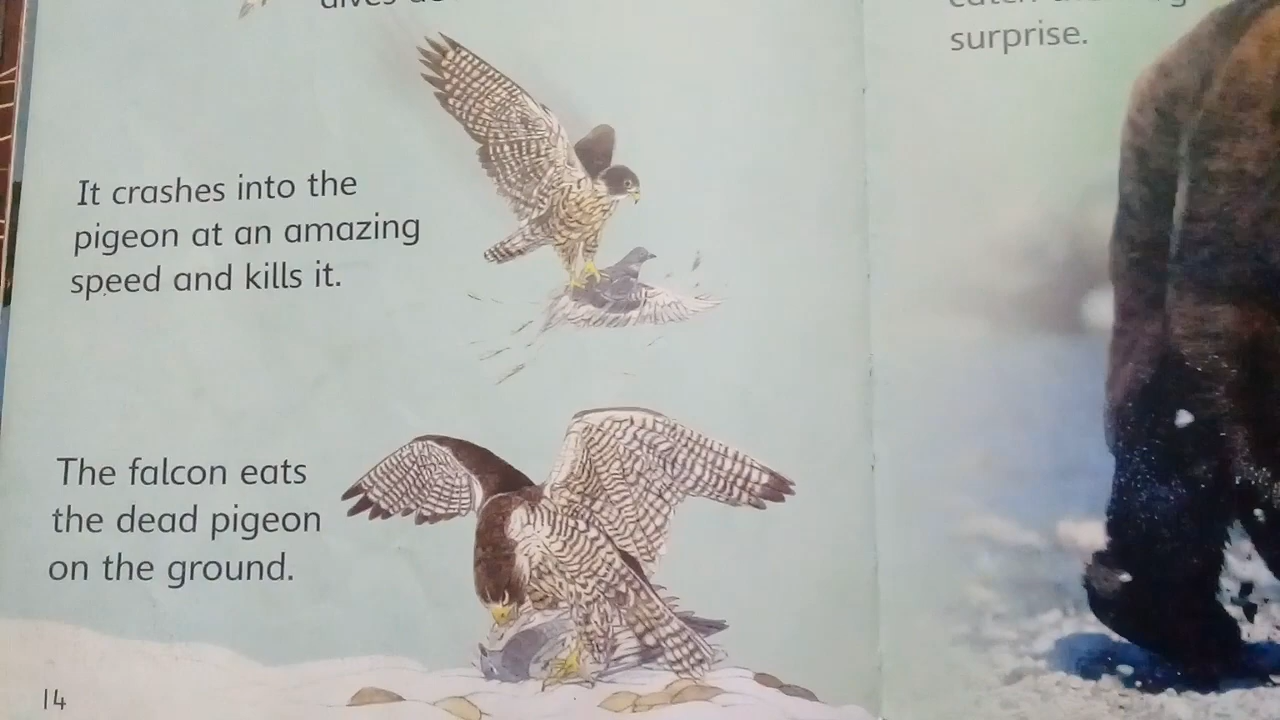 dives
It crashes into the
pigeon at an amazing
speed and kills it.
The falcon eats
the dead pigeon
on the ground.
14
surprise.